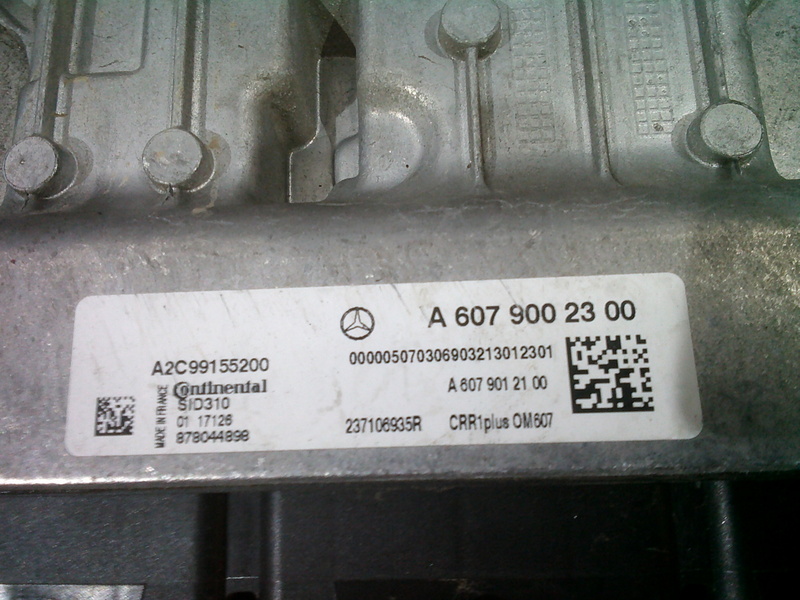 A 607 900 23 00
000005070306903213012301
A 607 901 21 00
237106935R CRR1plus OM607
A2C99155200
Continental
MADE IN FRANCE
SID310
01 17126
878044898